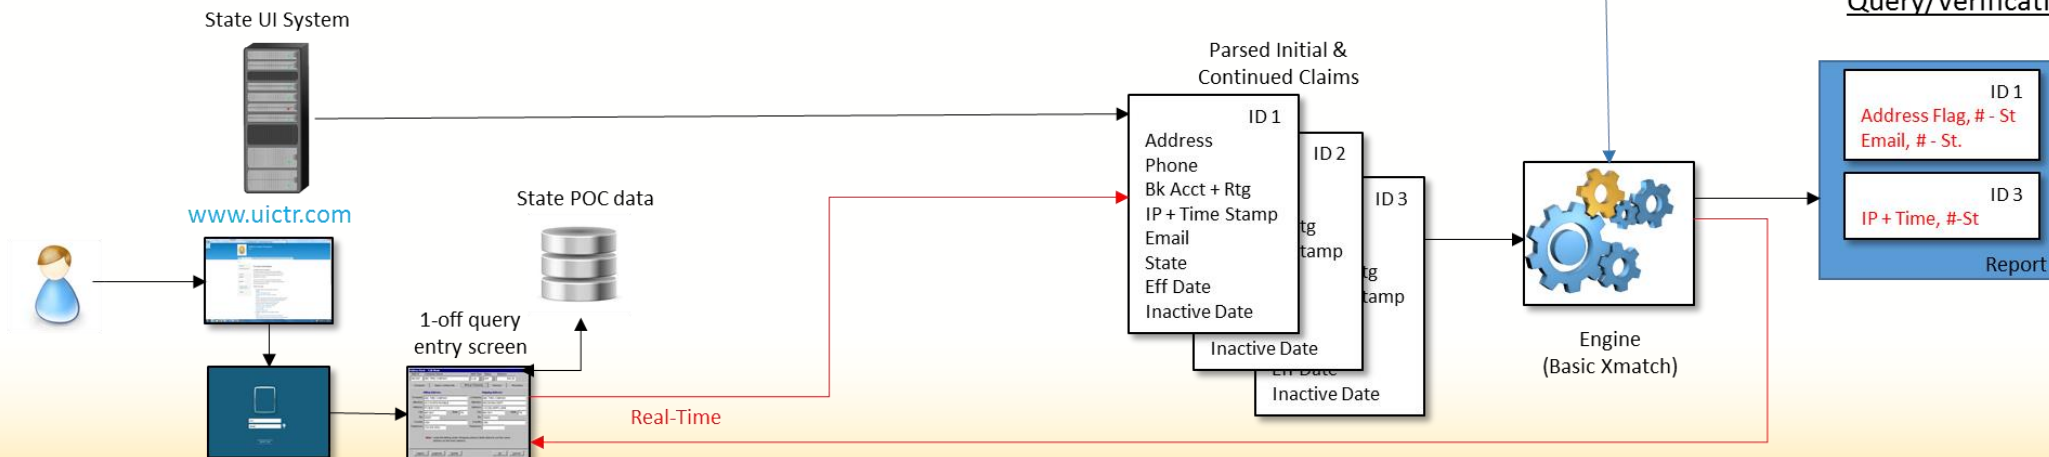 Query/Verificati
State UI System
www.uictr.com
State POC data
1-off query
entry screen
Real-Time
Parsed Initial &
Continued Claims
ID 1
Address
Phone
Bk Acct + Rtg
IP + Time Stamp
Email
State
Eff Date
Inactive Date
ID 2
tg
tamp
Inactive Date
ID 3
tg
tamp
Eff Date
Inactive Date
Engine
(Basic Xmatch)
ID 1
Address Flag, # - St
Email, # - St.
ID 3
IP + Time, #-St
Report